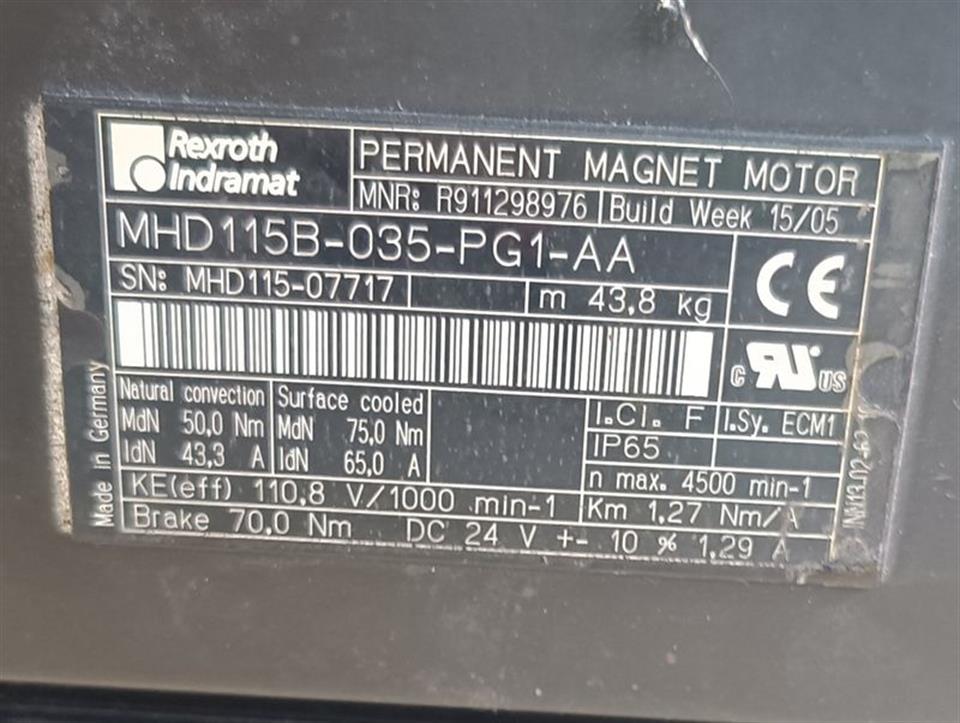 Rexroth
Indramat
PERMANENT MAGNET MOTOR
MNR: R911298976 Build Week 15/05
MHD115B-035-PG1-AA
SN: MHD115-07717 m 43,8 kg
CE
c RU US
Made in Germany
Natural convection
MdN 50,0 Nm
IdN 43,3 A
Surface cooled
MdN 75,0 Nm
IdN 65,0 A
I.Cl. F I.Sy. ECM1
IP65
n max. 4500 min-1
KE(eff) 110,8 V/1000 min-1 Km 1,27 Nm/A
Brake 70,0 Nm DC 24 V +- 10 % 1,29 A